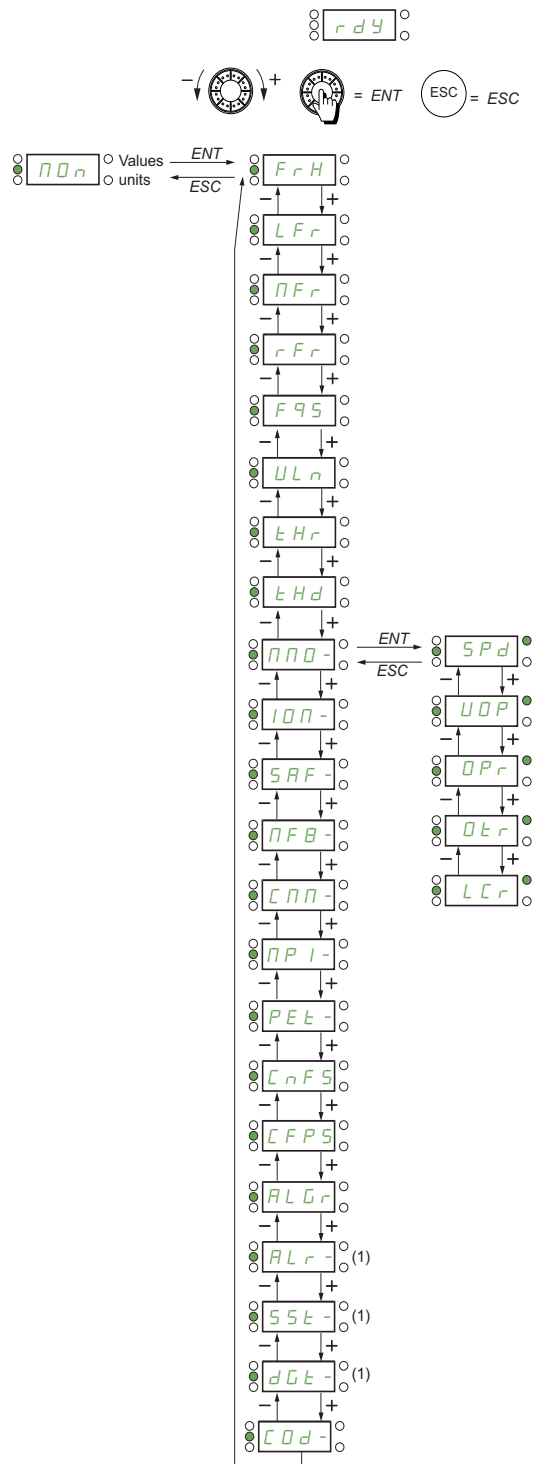 rdY
− + = ENT ESC = ESC
MOn Values units ENT ESC FrH
− +
LFr
− +
MFr
− +
rFr
− +
FqS
− +
ULn
− +
tHr
− +
tHd
− +
MMO- ENT ESC SPd
− + − +
IOM- UOP
− + − +
SAF- OPr
− + − +
MFB- Otr
− + − +
CMM- LCr
− +
MPI-
− +
PEt-
− +
CnFS
− +
CFPS
− +
ALGr
− +
ALr- (1)
− +
SSt- (1)
− +
dGt- (1)
− +
COd-